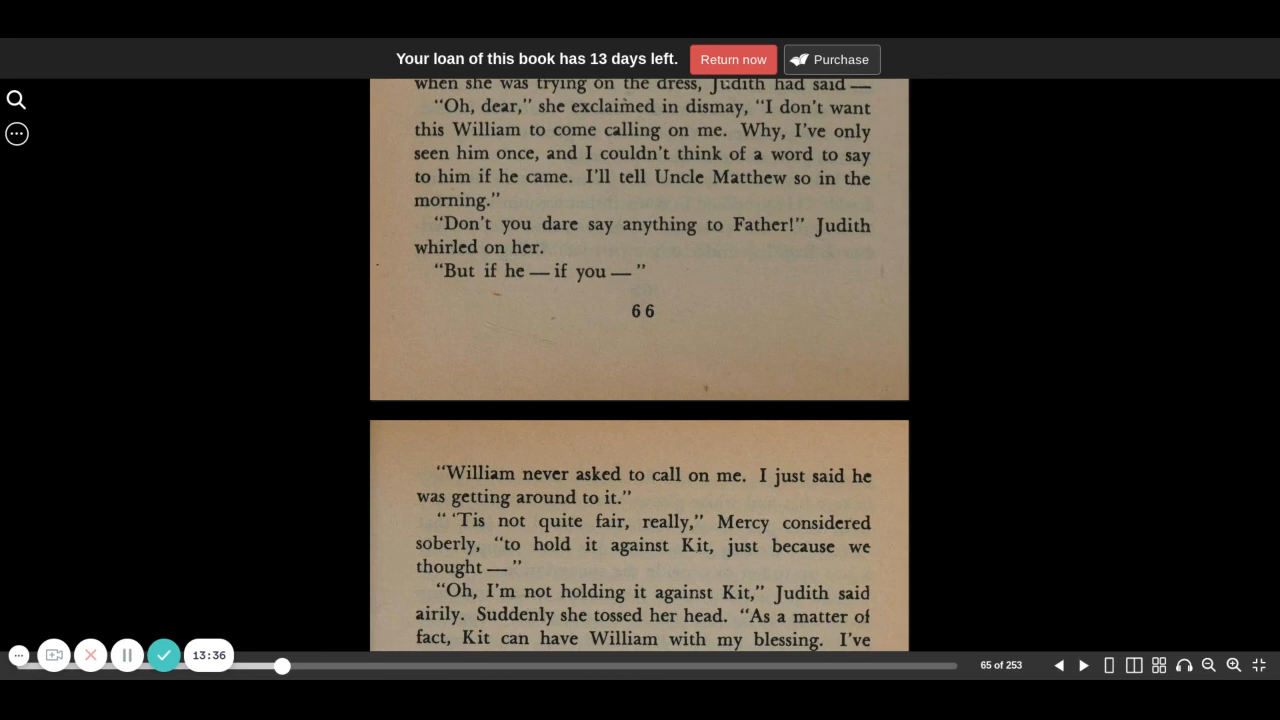 Your loan of this book has 13 days left. Return now Purchase
when she was trying on the dress, Judith had said —
“Oh, dear,” she exclaimed in dismay, “I don’t want
this William to come calling on me. Why, I’ve only
seen him once, and I couldn’t think of a word to say
to him if he came. I’ll tell Uncle Matthew so in the
morning.”
“Don’t you dare say anything to Father!” Judith
whirled on her.
“But if he — if you — ”
66
“William never asked to call on me. I just said he
was getting around to it.”
“ ‘Tis not quite fair, really,” Mercy considered
soberly, “to hold it against Kit, just because we
thought — ”
“Oh, I’m not holding it against Kit,” Judith said
airily. Suddenly she tossed her head. “As a matter of
fact, Kit can have William with my blessing. I’ve
13:36
65 of 253